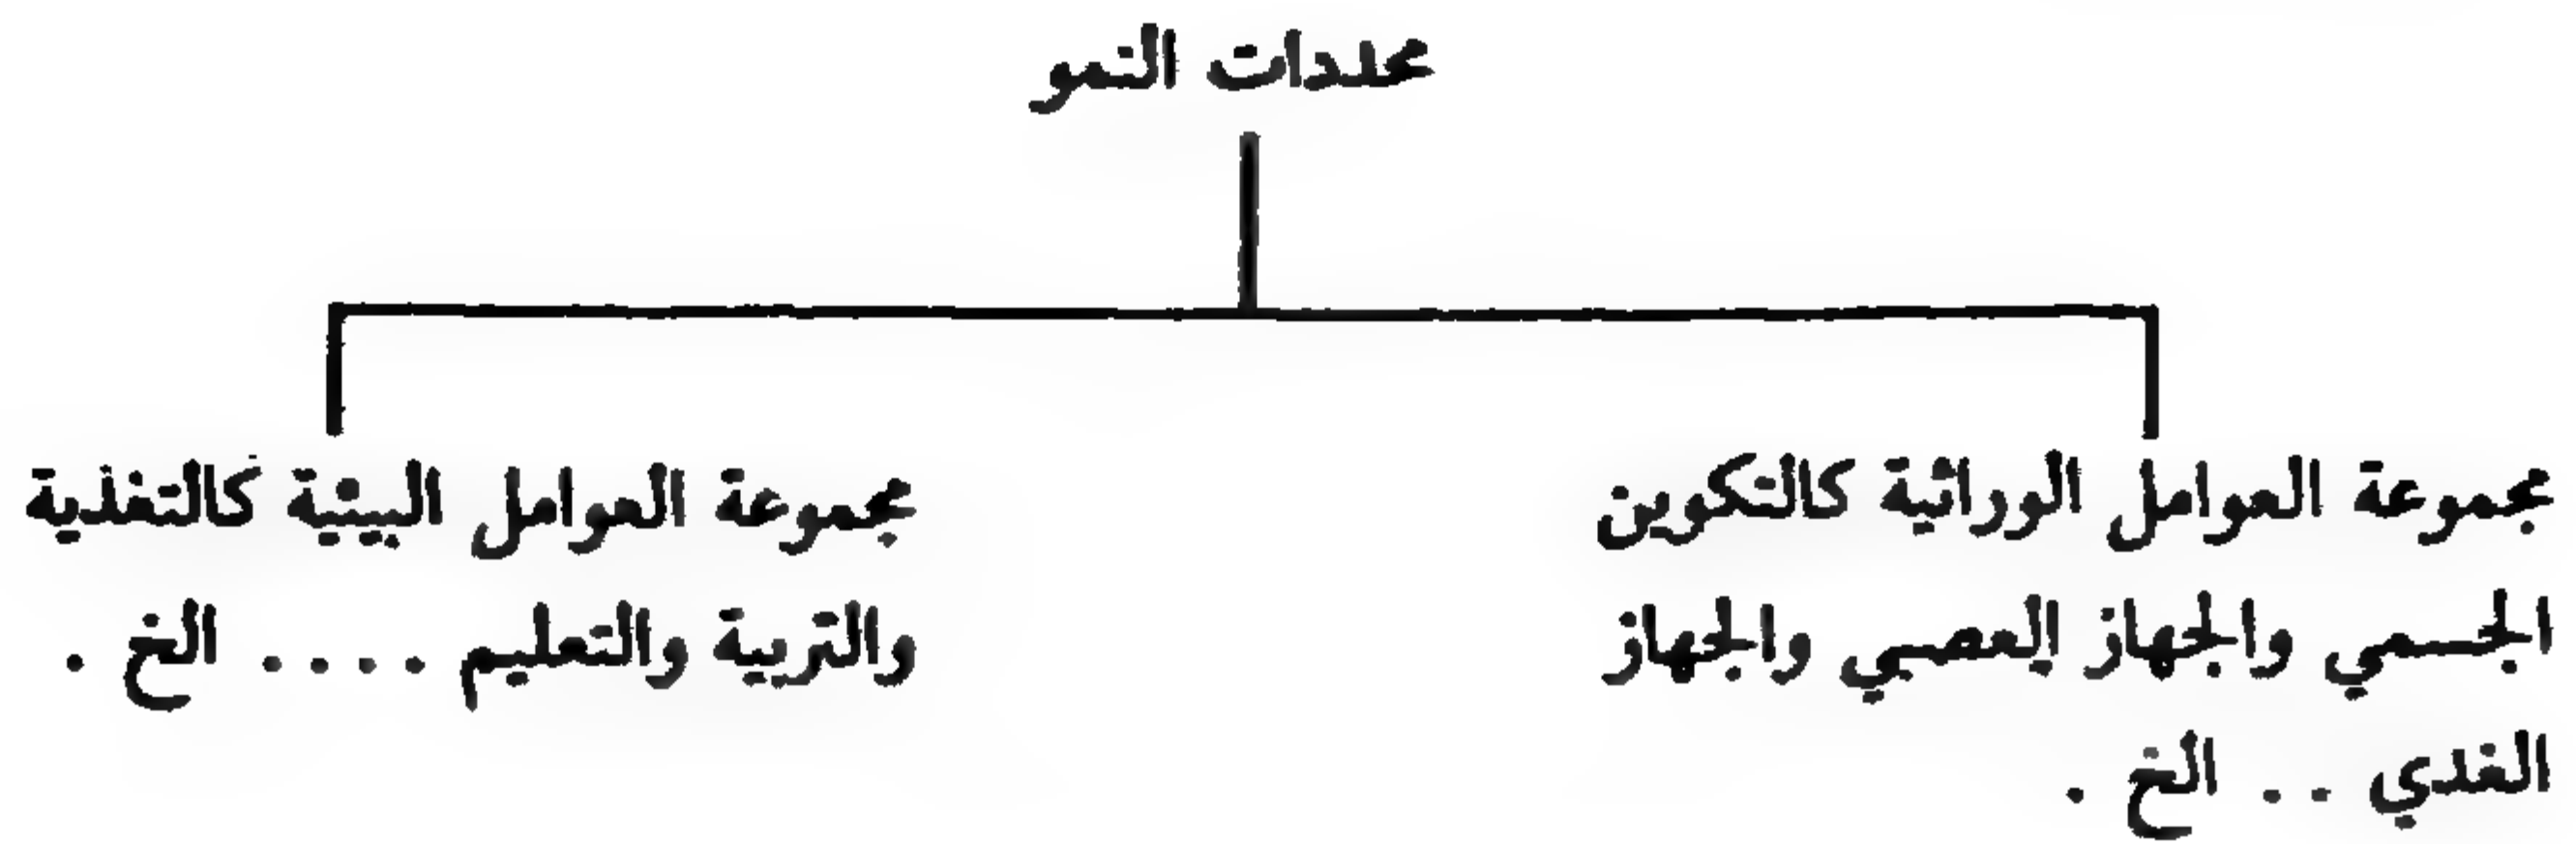 محددات النمو
مجموعة العوامل الوراثية كالتكوين
الجسمي والجهاز العصبي والجهاز
الغدي . . الخ .
مجموعة العوامل البيئية كالتغذية
والتربية والتعليم . . . . الخ .